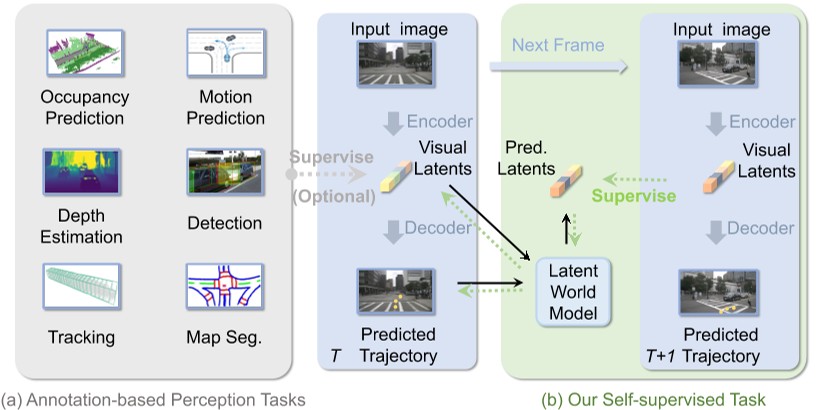 Occupancy
Prediction
Motion
Prediction
Depth
Estimation
Detection
Tracking
Map Seg.
Supervise
(Optional)
Input image
Encoder
Visual
Latents
Decoder
Predicted
T Trajectory
Next Frame
Pred.
Latents
Supervise
Latent
World
Model
Input image
Encoder
Visual
Latents
Decoder
Predicted
T+1 Trajectory
(a) Annotation-based Perception Tasks
(b) Our Self-supervised Task